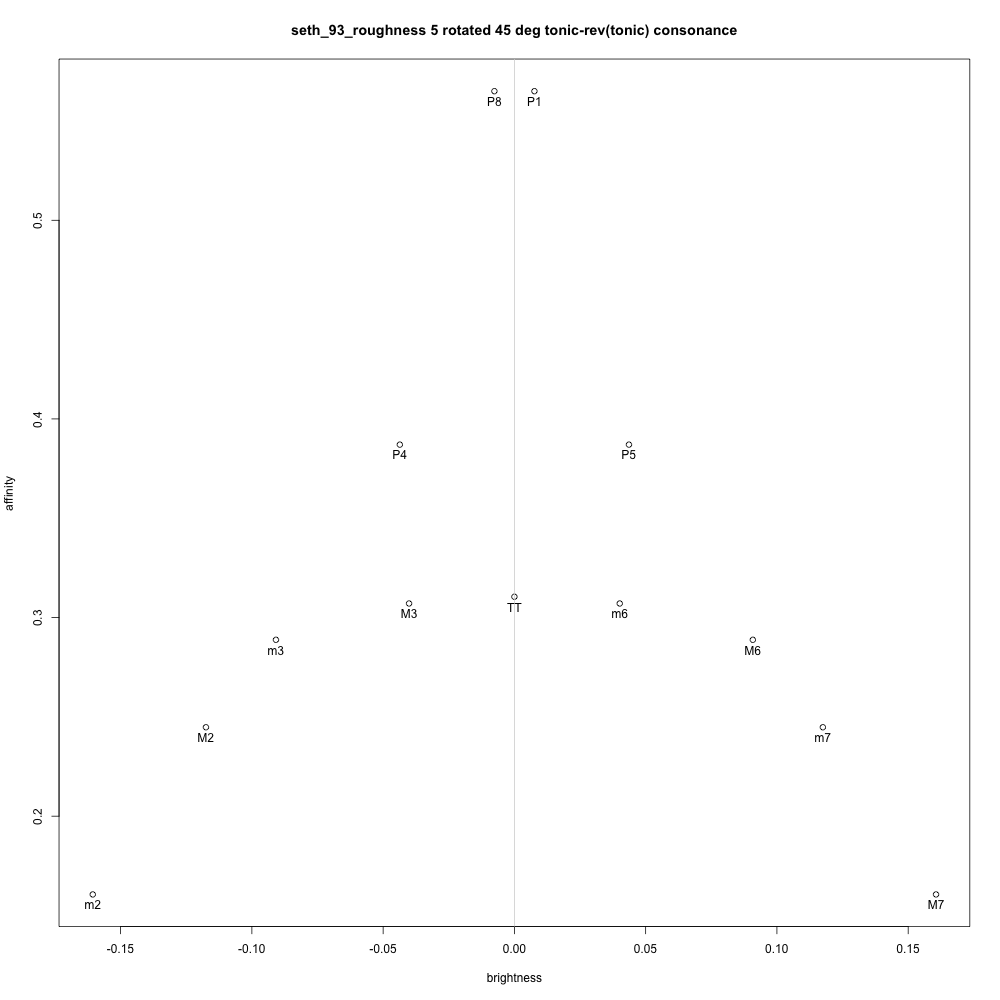 seth_93_roughness 5 rotated 45 deg tonic-rev(tonic) consonance
P8 P1
0.5
0.4
P4 P5
affinity
0.3
TT
M3 m6
m3 M6
M2 m7
0.2
m2 M7
-0.15 -0.10 -0.05 0.00 0.05 0.10 0.15
brightness